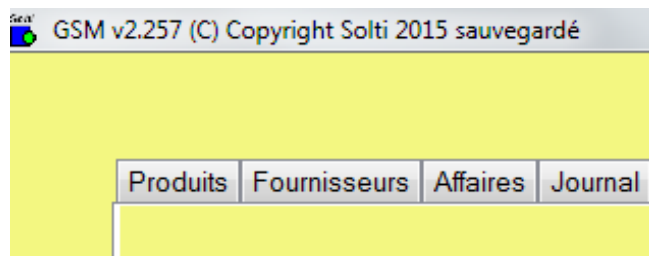 GSM v2.257 (C) Copyright Solti 2015 sauvegardé
Produits Fournisseurs Affaires Journal